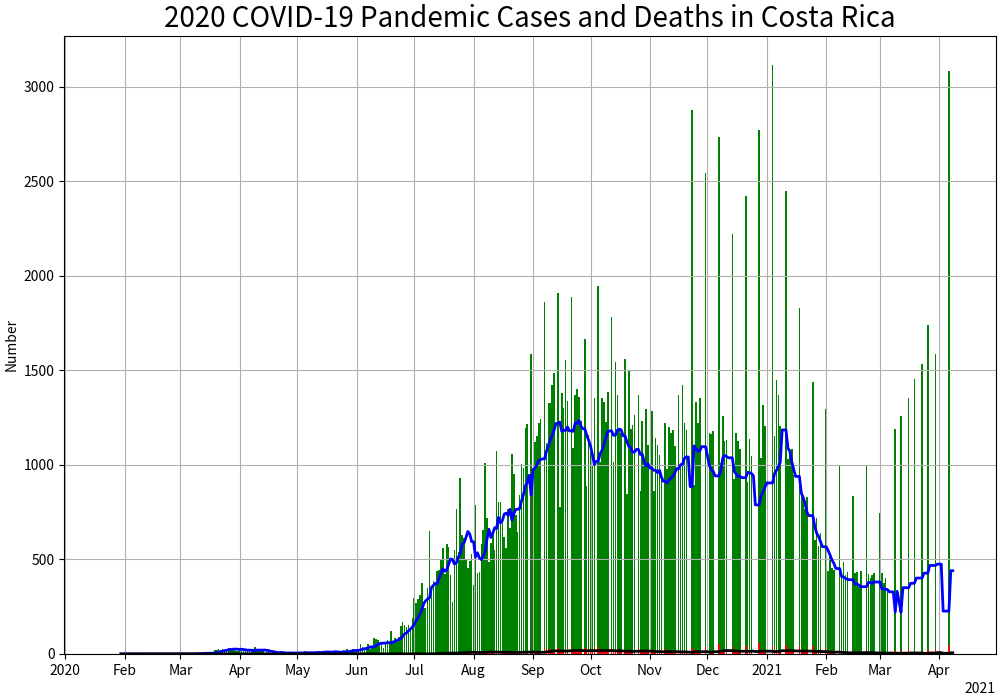 2020 COVID-19 Pandemic Cases and Deaths in Costa Rica
Number
3000
2500
2000
1500
1000
500
0
2020 Feb Mar Apr May Jun Jul Aug Sep Oct Nov Dec 2021 Feb Mar Apr
2021